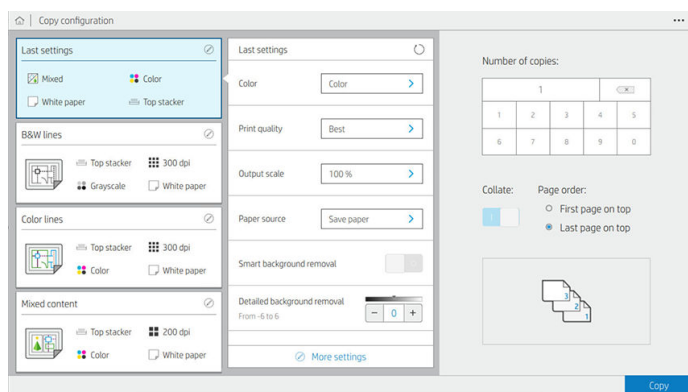 Copy configuration
Last settings
Mixed
Color
White paper
Top stacker
B&W lines
Top stacker
300 dpi
Grayscale
White paper
Color lines
Top stacker
300 dpi
Color
White paper
Mixed content
Top stacker
200 dpi
Color
White paper
Last settings
Color
Color
Print quality
Best
Output scale
100 %
Paper source
Save paper
Smart background removal
Detailed background removal
From -6 to 6
− 0 +
More settings
Number of copies:
1
1 2 3 4 5
6 7 8 9 0
Collate:
Page order:
First page on top
Last page on top
3
2
1
Copy